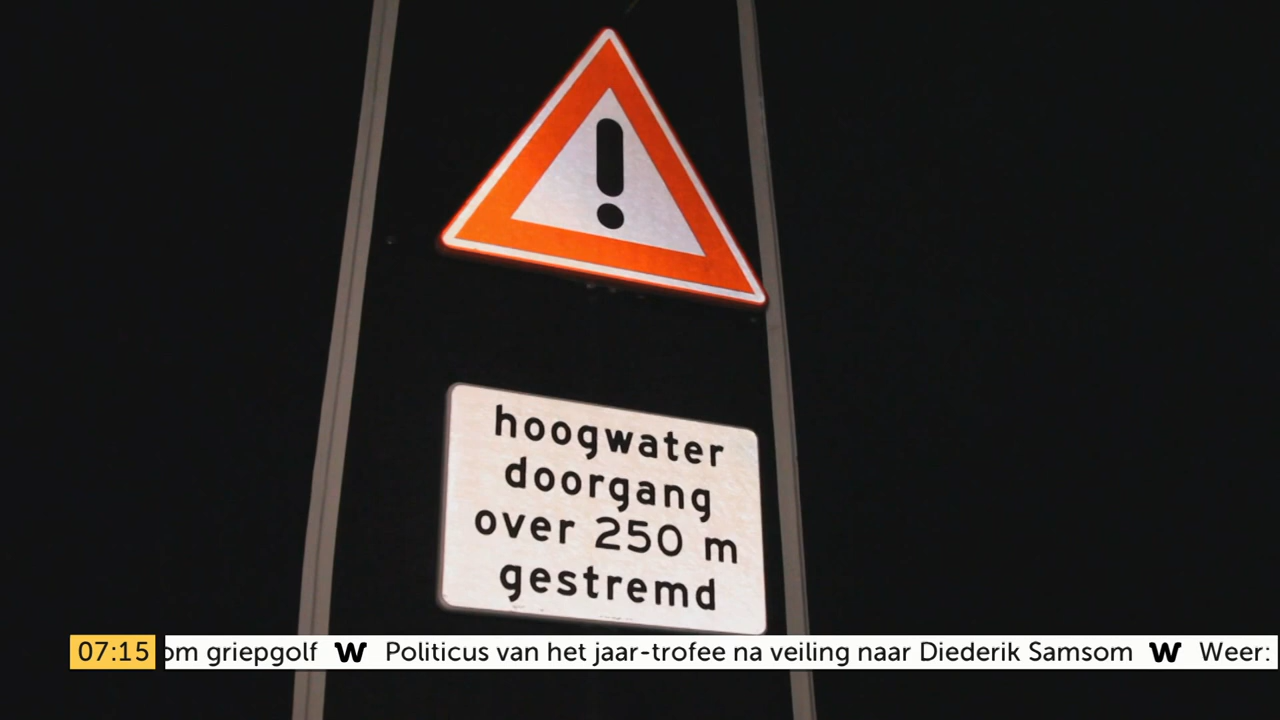 !
hoogwater
doorgang
over 250 m
gestremd
07:15 om griepgolf W Politicus van het jaar-trofee na veiling naar Diederik Samsom W Weer: